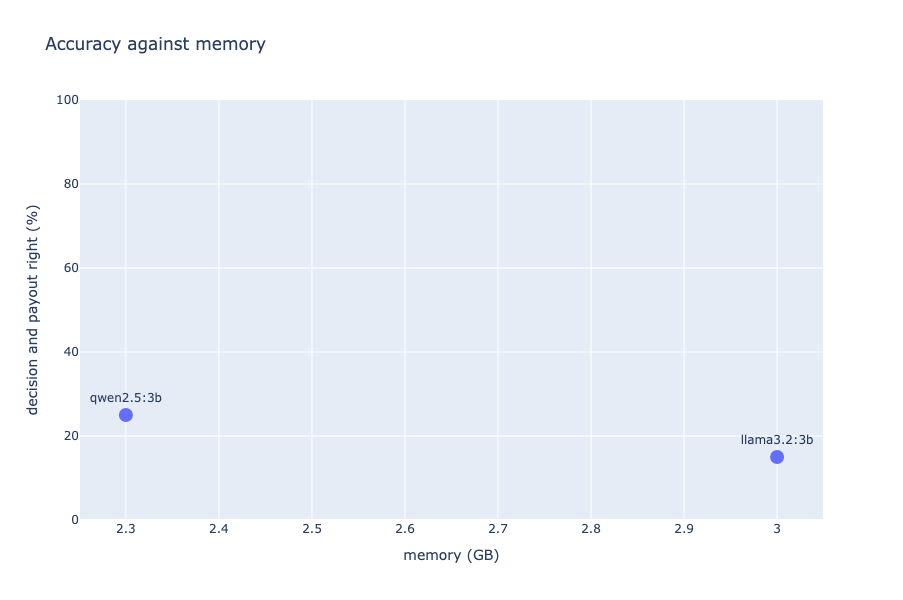 Accuracy against memory
decision and payout right (%)
100
80
60
40
20
0
qwen2.5:3b
llama3.2:3b
2.3
2.4
2.5
2.6
2.7
2.8
2.9
3
memory (GB)